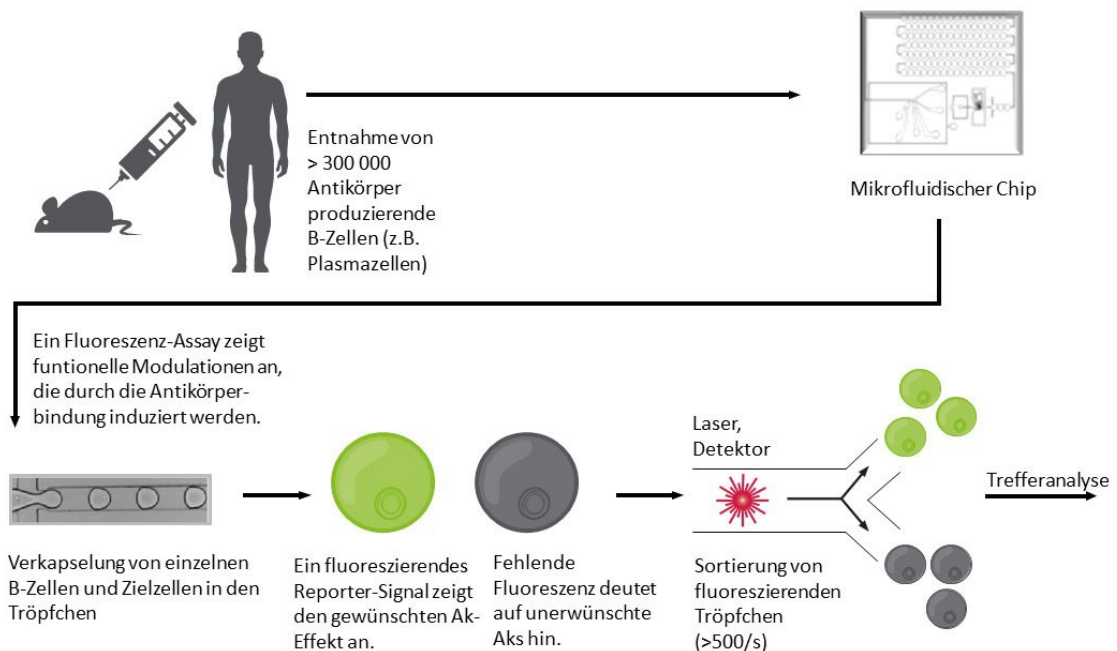 Entnahme von
> 300 000
Antikörper
produzierende
B-Zellen (z.B.
Plasmazellen)
Mikrofluidischer Chip
Ein Fluoreszenz-Assay zeigt
funtionelle Modulationen an,
die durch die Antikörper-
bindung induziert werden.
Laser,
Detektor
Trefferanalyse
Verkapselung von einzelnen
B-Zellen und Zielzellen in den
Tröpfchen
Ein fluoreszierendes
Reporter-Signal zeigt
den gewünschten Ak-
Effekt an.
Fehlende
Fluoreszenz deutet
auf unerwünschte
Aks hin.
Sortierung von
fluoreszierenden
Tröpfchen
(>500/s)